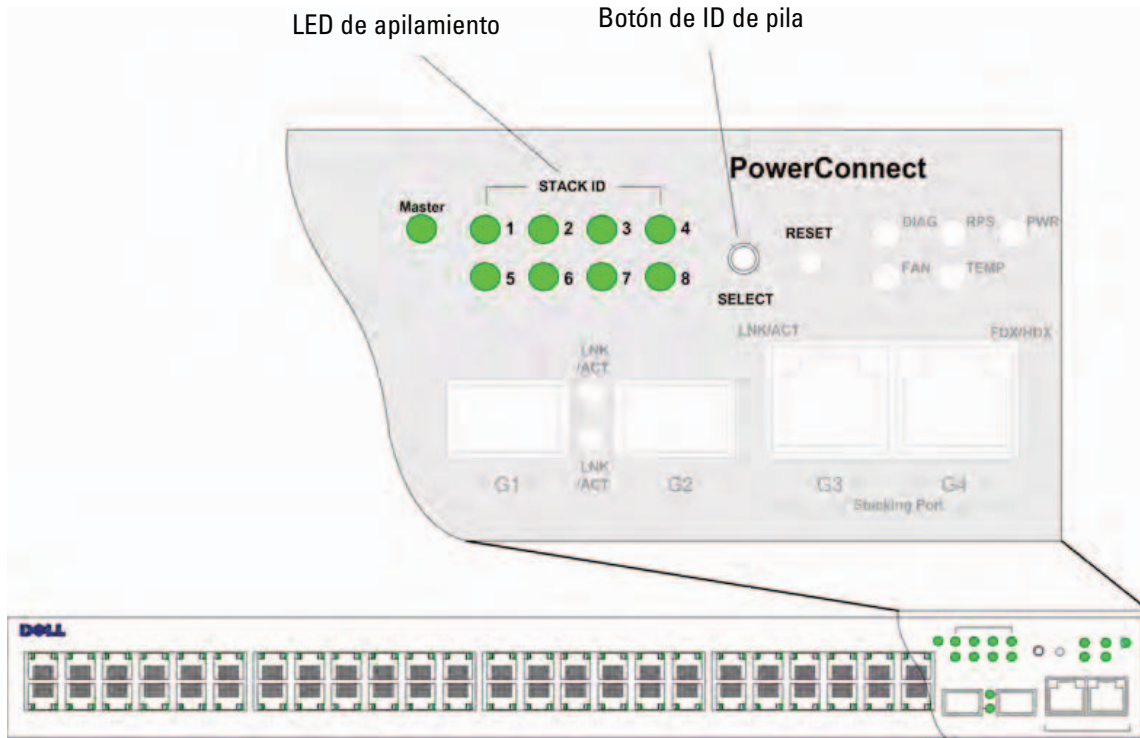 LED de apilamiento
Botón de ID de pila
PowerConnect
STACK ID
Master
1 2 3 4
5 6 7 8
SELECT
RESET
DIAG RPS PWR
FAN TEMP
LNK/ACT
FDX/HDX
LNK
/ACT
LNK
/ACT
G1
G2
G3
G4
Stacking Port
DELL